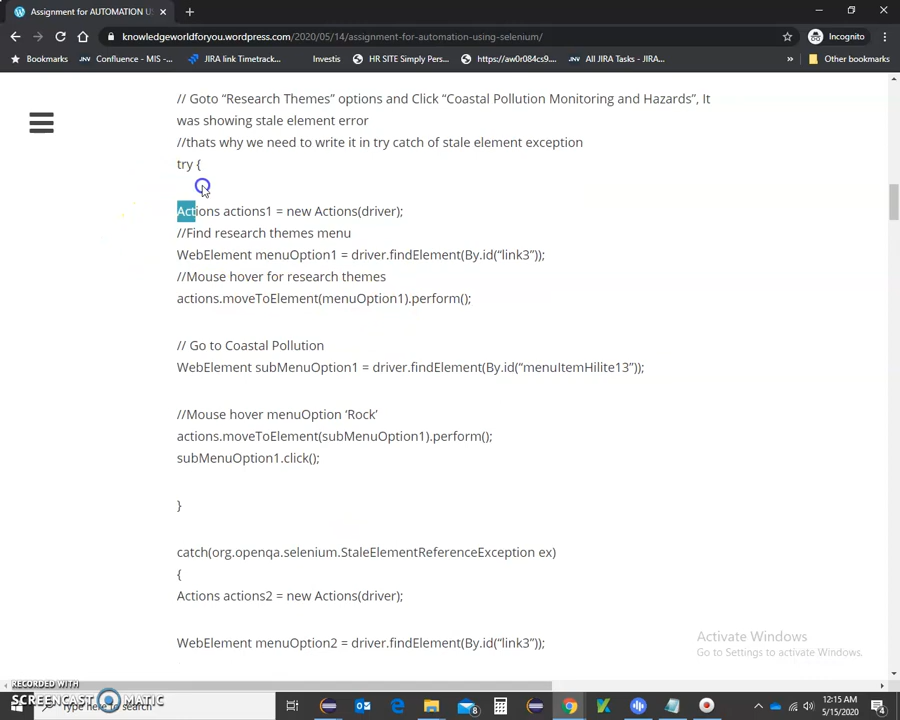 Assignment for AUTOMATION U
knowledgeworldforyou.wordpress.com/2020/05/14/assignment-for-automation-using-selenium/
Incognito
Bookmarks
Confluence - MIS -...
JIRA link Timetrack...
Investis
HR SITE Simply Pers...
https://aw0r084cs9....
All JIRA Tasks - JIRA...
»
Other bookmarks
// Goto “Research Themes” options and Click “Coastal Pollution Monitoring and Hazards”, It
was showing stale element error
//thats why we need to write it in try catch of stale element exception
try {
Actions actions1 = new Actions(driver);
//Find research themes menu
WebElement menuOption1 = driver.findElement(By.id(“link3”));
//Mouse hover for research themes
actions.moveToElement(menuOption1).perform();
// Go to Coastal Pollution
WebElement subMenuOption1 = driver.findElement(By.id(“menuItemHilite13”));
//Mouse hover menuOption ‘Rock’
actions.moveToElement(subMenuOption1).perform();
subMenuOption1.click();
}
catch(org.openqa.selenium.StaleElementReferenceException ex)
{
Actions actions2 = new Actions(driver);
WebElement menuOption2 = driver.findElement(By.id(“link3”));
Activate Windows
Go to Settings to activate Windows.
RECORDED WITH
SCREENCAST MATIC
Type here to search
8
12:15 AM
5/15/2020
4